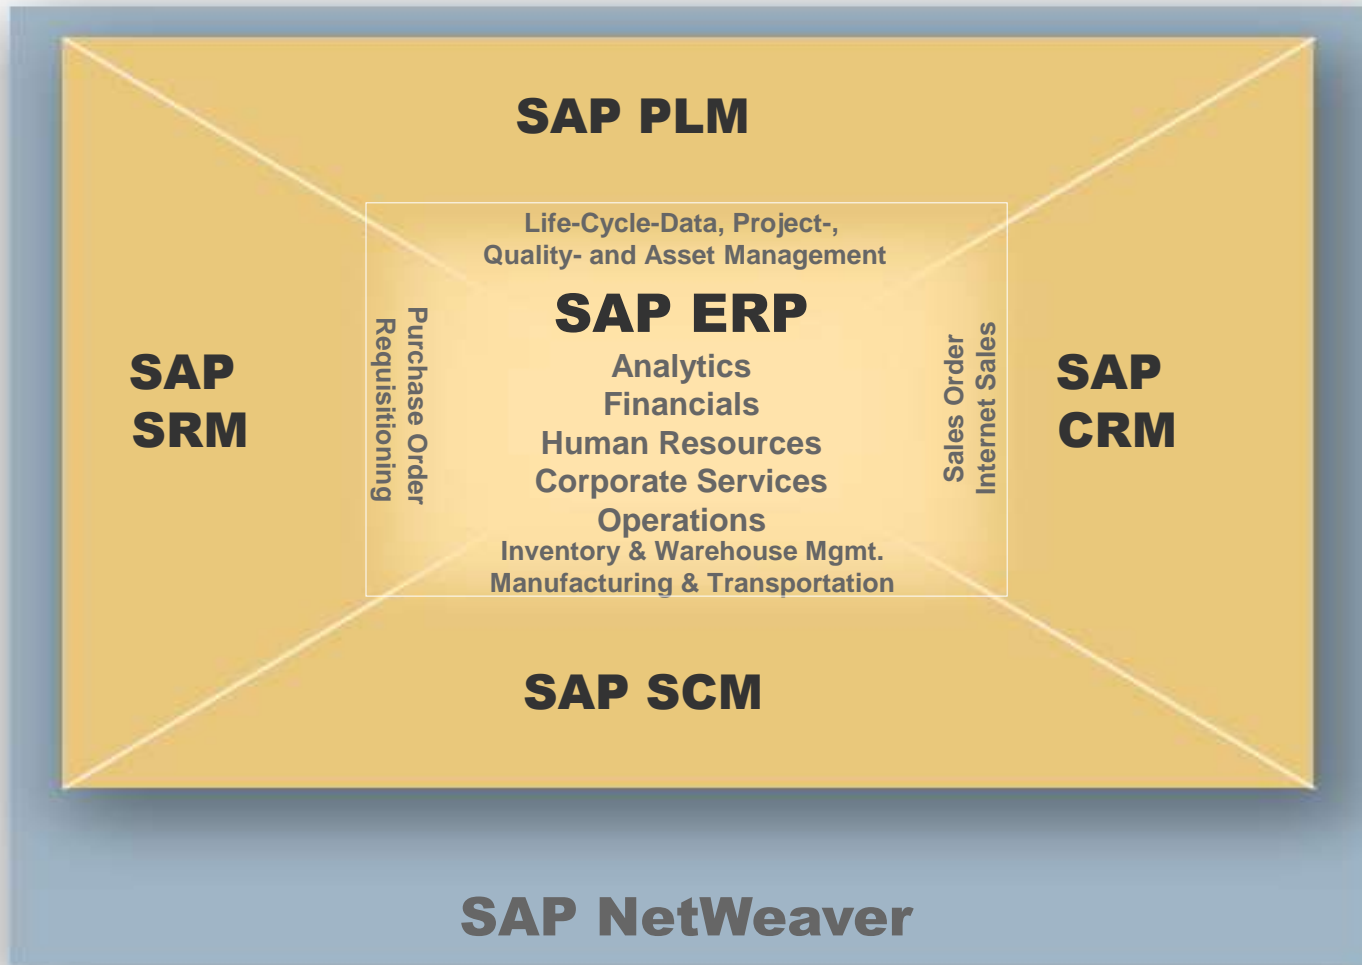 SAP PLM
Life-Cycle-Data, Project-,
Quality- and Asset Management
SAP ERP
Analytics
Financials
Human Resources
Corporate Services
Operations
Inventory & Warehouse Mgmt.
Manufacturing & Transportation
SAP
SRM
Purchase Order
Requisitioning
Sales Order
Internet Sales
SAP
CRM
SAP SCM
SAP NetWeaver